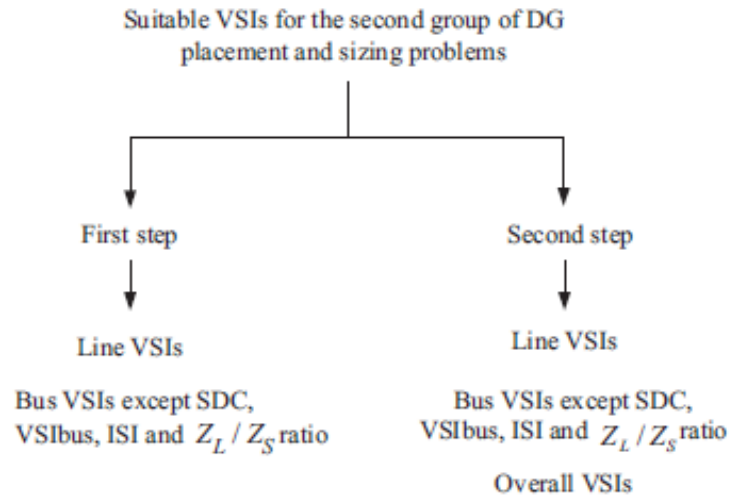 Suitable VSIs for the second group of DG
placement and sizing problems
First step
Second step
Line VSIs
Bus VSIs except SDC,
VSIbus, ISI and Z_L / Z_S ratio
Line VSIs
Bus VSIs except SDC,
VSIbus, ISI and Z_L / Z_S ratio
Overall VSIs